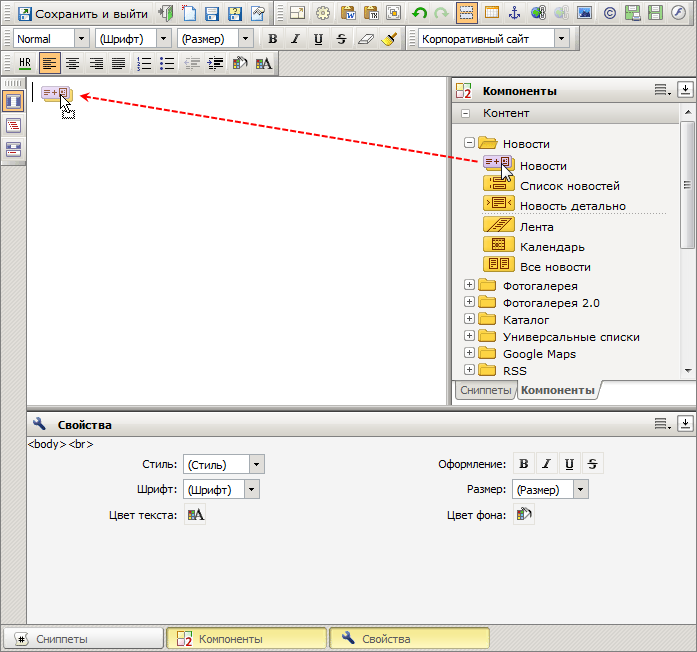 Сохранить и выйти
Normal (Шрифт) (Размер) B I U S Корпоративный сайт
HR A
Компоненты
Контент
Новости
Новости
Список новостей
Новость детально
Лента
Календарь
Все новости
Фотогалерея
Фотогалерея 2.0
Каталог
Универсальные списки
Google Maps
RSS
Сниппеты Компоненты
Свойства
<body><br>
Стиль: (Стиль) Оформление: B I U S
Шрифт: (Шрифт) Размер: (Размер)
Цвет текста: A Цвет фона:
Сниппеты Компоненты Свойства